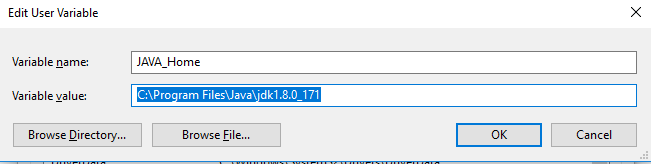 Edit User Variable
Variable name: JAVA_Home
Variable value: C:\Program Files\Java\jdk1.8.0_171
Browse Directory... Browse File... OK Cancel